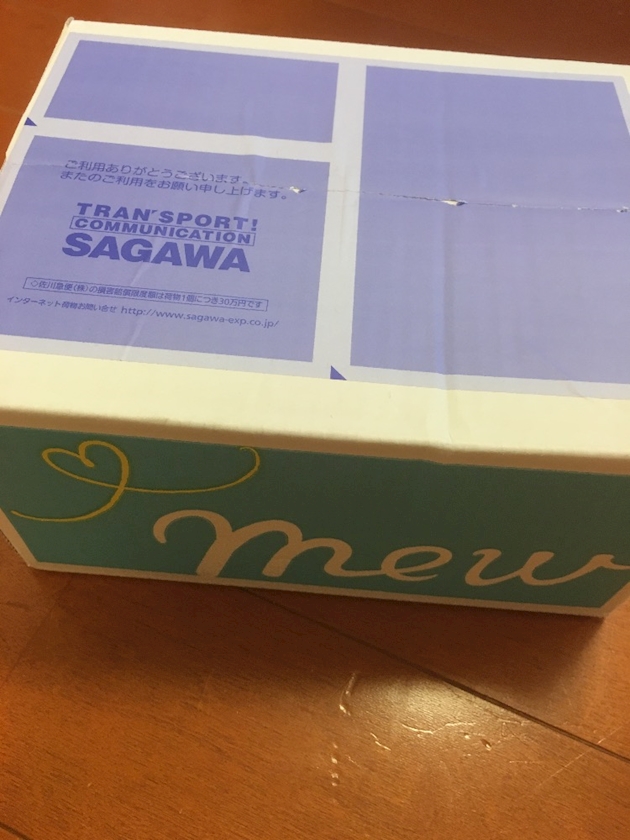 ご利用ありがとうございます。
またのご利用をお願い申し上げます。
TRANSPORT!
COMMUNICATION
SAGAWA
◇佐川急便(株)の損害賠償限度額は荷物1個につき30万円です
インターネット荷物お問い合せ http://www.sagawa-exp.co.jp/
mew